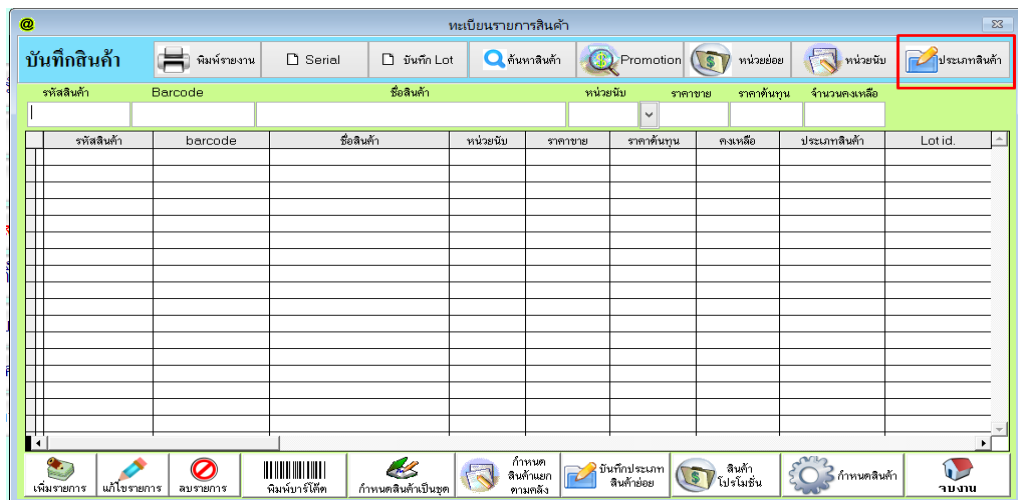 @ ทะเบียนรายการสินค้า
บันทึกสินค้า พิมพ์รายงาน Serial บันทึก Lot ค้นหาสินค้า Promotion หน่วยย่อย หน่วยนับ ประเภทสินค้า
รหัสสินค้า Barcode ชื่อสินค้า หน่วยนับ ราคาขาย ราคาต้นทุน จำนวนคงเหลือ
รหัสสินค้า barcode ชื่อสินค้า หน่วยนับ ราคาขาย ราคาต้นทุน คงเหลือ ประเภทสินค้า Lot id.
เพิ่มรายการ แก้ไขรายการ ลบรายการ พิมพ์บาร์โค๊ต กำหนดสินค้าเป็นชุด
กำหนด
สินค้าแยก
ตามคลัง
บันทึกประเภท
สินค้าย่อย
สินค้า
โปรโมชั่น
กำหนดสินค้า
จบงาน